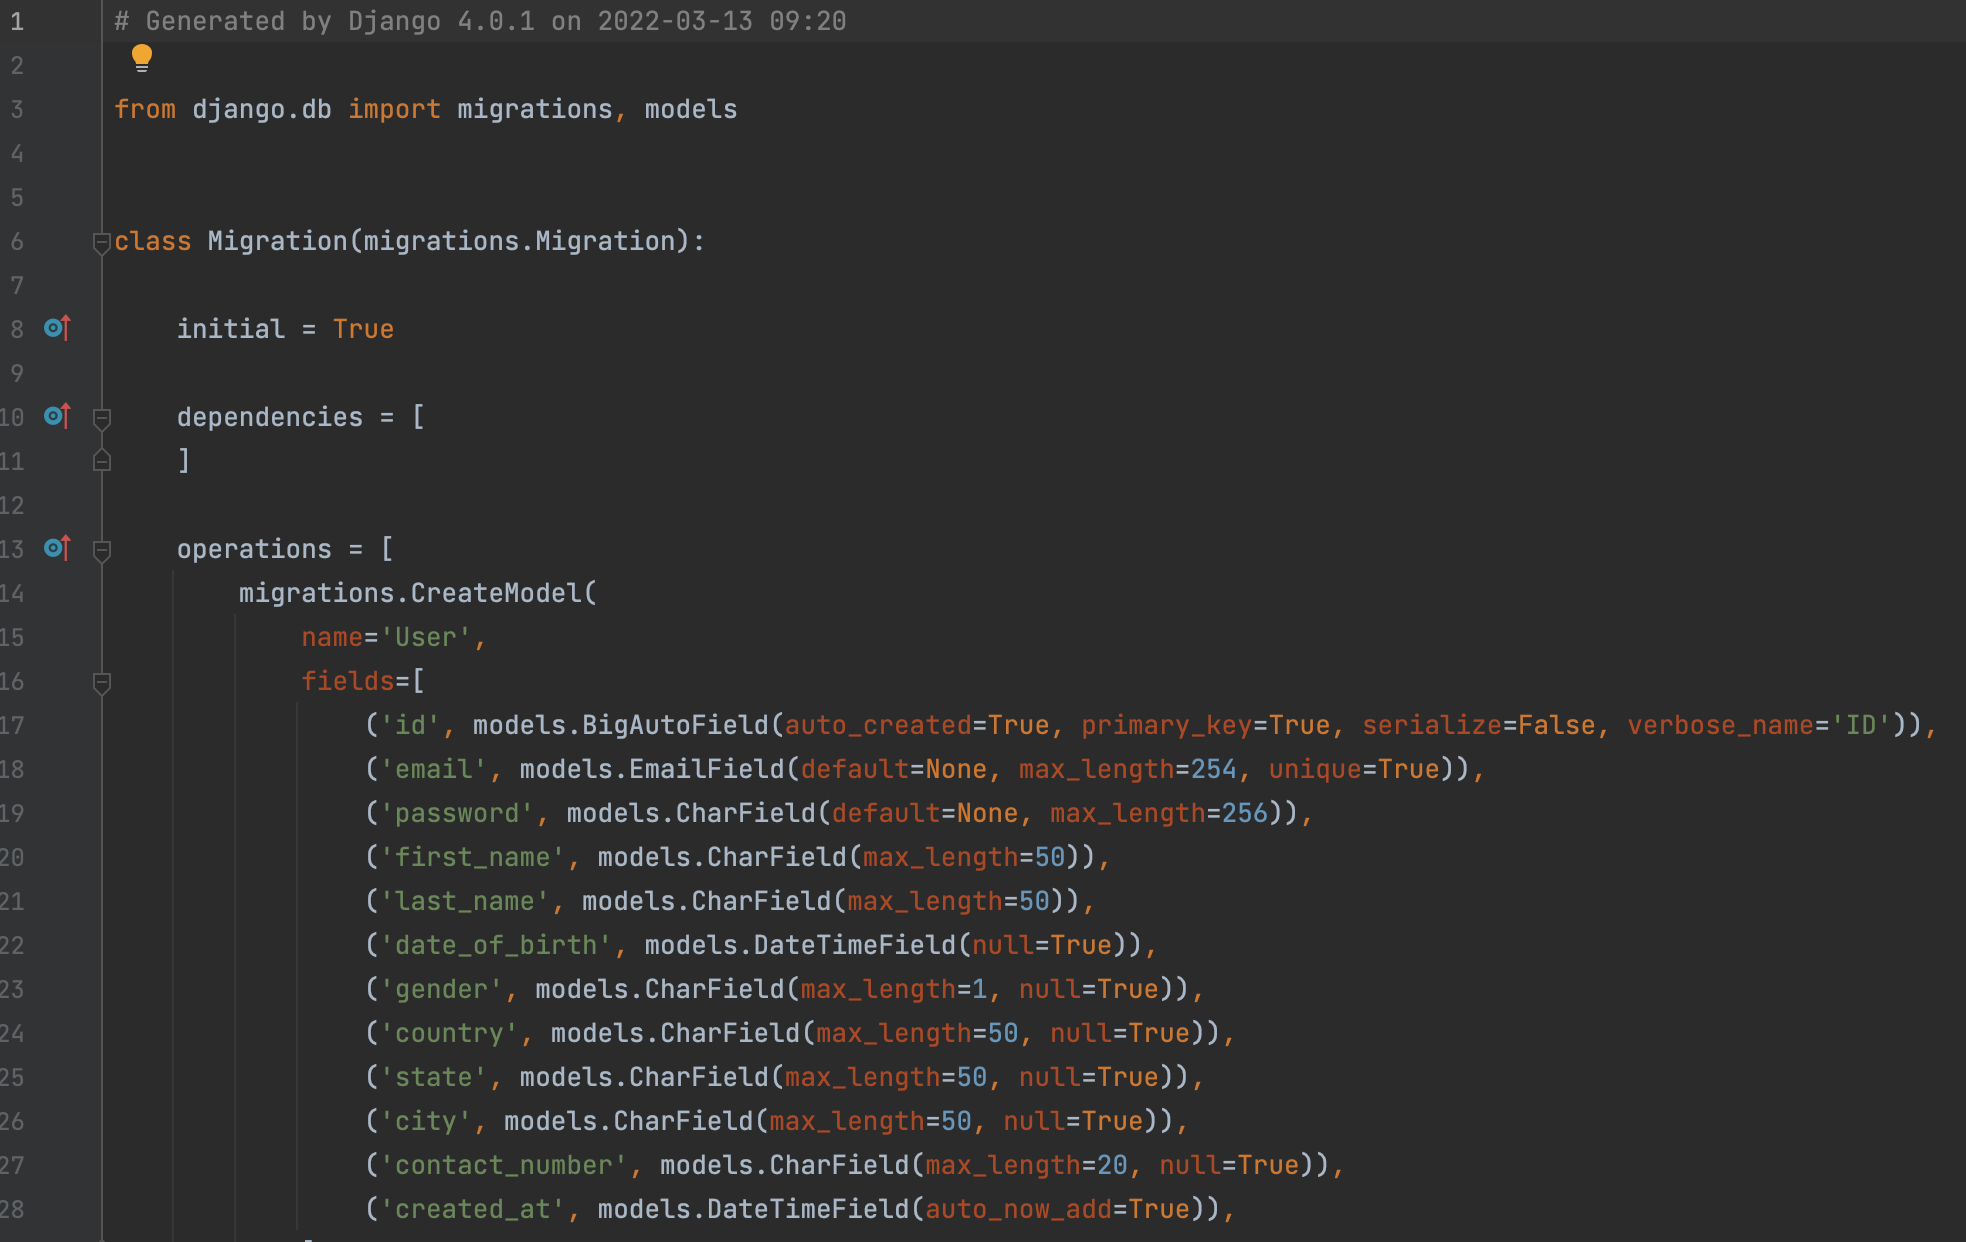 1 # Generated by Django 4.0.1 on 2022-03-13 09:20
2
3 from django.db import migrations, models
4
5
6 class Migration(migrations.Migration):
7
8     initial = True
9
10     dependencies = [
11     ]
12
13     operations = [
14         migrations.CreateModel(
15             name='User',
16             fields=[
17                 ('id', models.BigAutoField(auto_created=True, primary_key=True, serialize=False, verbose_name='ID')),
18                 ('email', models.EmailField(default=None, max_length=254, unique=True)),
19                 ('password', models.CharField(default=None, max_length=256)),
20                 ('first_name', models.CharField(max_length=50)),
21                 ('last_name', models.CharField(max_length=50)),
22                 ('date_of_birth', models.DateTimeField(null=True)),
23                 ('gender', models.CharField(max_length=1, null=True)),
24                 ('country', models.CharField(max_length=50, null=True)),
25                 ('state', models.CharField(max_length=50, null=True)),
26                 ('city', models.CharField(max_length=50, null=True)),
27                 ('contact_number', models.CharField(max_length=20, null=True)),
28                 ('created_at', models.DateTimeField(auto_now_add=True)),